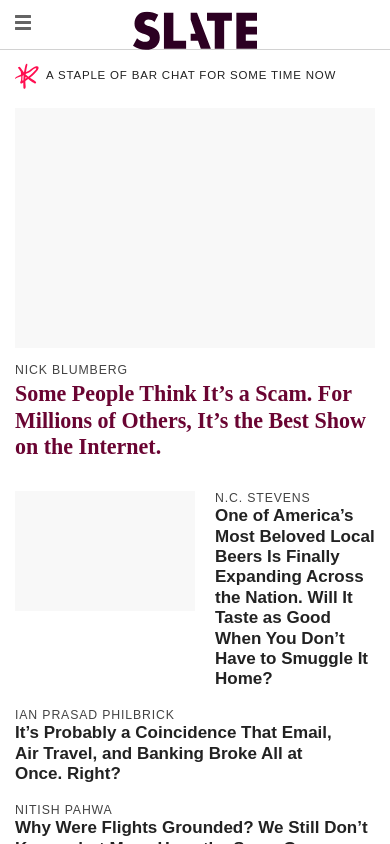 SLATE
A STAPLE OF BAR CHAT FOR SOME TIME NOW
NICK BLUMBERG
Some People Think It’s a Scam. For
Millions of Others, It’s the Best Show
on the Internet.
N.C. STEVENS
One of America’s
Most Beloved Local
Beers Is Finally
Expanding Across
the Nation. Will It
Taste as Good
When You Don’t
Have to Smuggle It
Home?
IAN PRASAD PHILBRICK
It’s Probably a Coincidence That Email,
Air Travel, and Banking Broke All at
Once. Right?
NITISH PAHWA
Why Were Flights Grounded? We Still Don’t